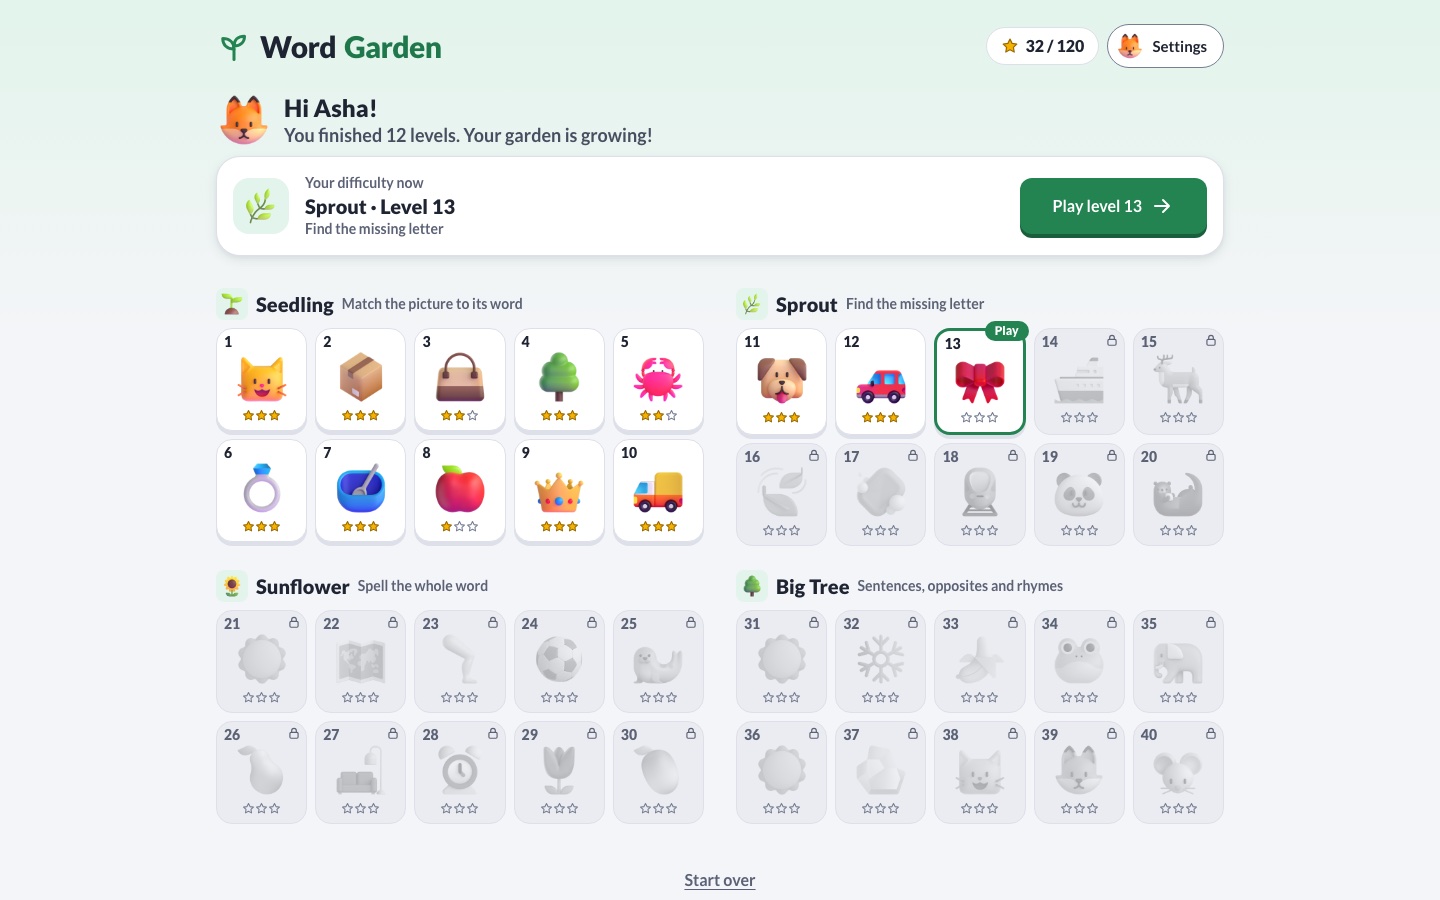 Word Garden
32 / 120
Settings
Hi Asha!
You finished 12 levels. Your garden is growing!
Your difficulty now
Sprout · Level 13
Find the missing letter
Play level 13
Seedling Match the picture to its word
1 2 3 4 5
6 7 8 9 10
Sprout Find the missing letter
Play
11 12 13 14 15
16 17 18 19 20
Sunflower Spell the whole word
21 22 23 24 25
26 27 28 29 30
Big Tree Sentences, opposites and rhymes
31 32 33 34 35
36 37 38 39 40
Start over